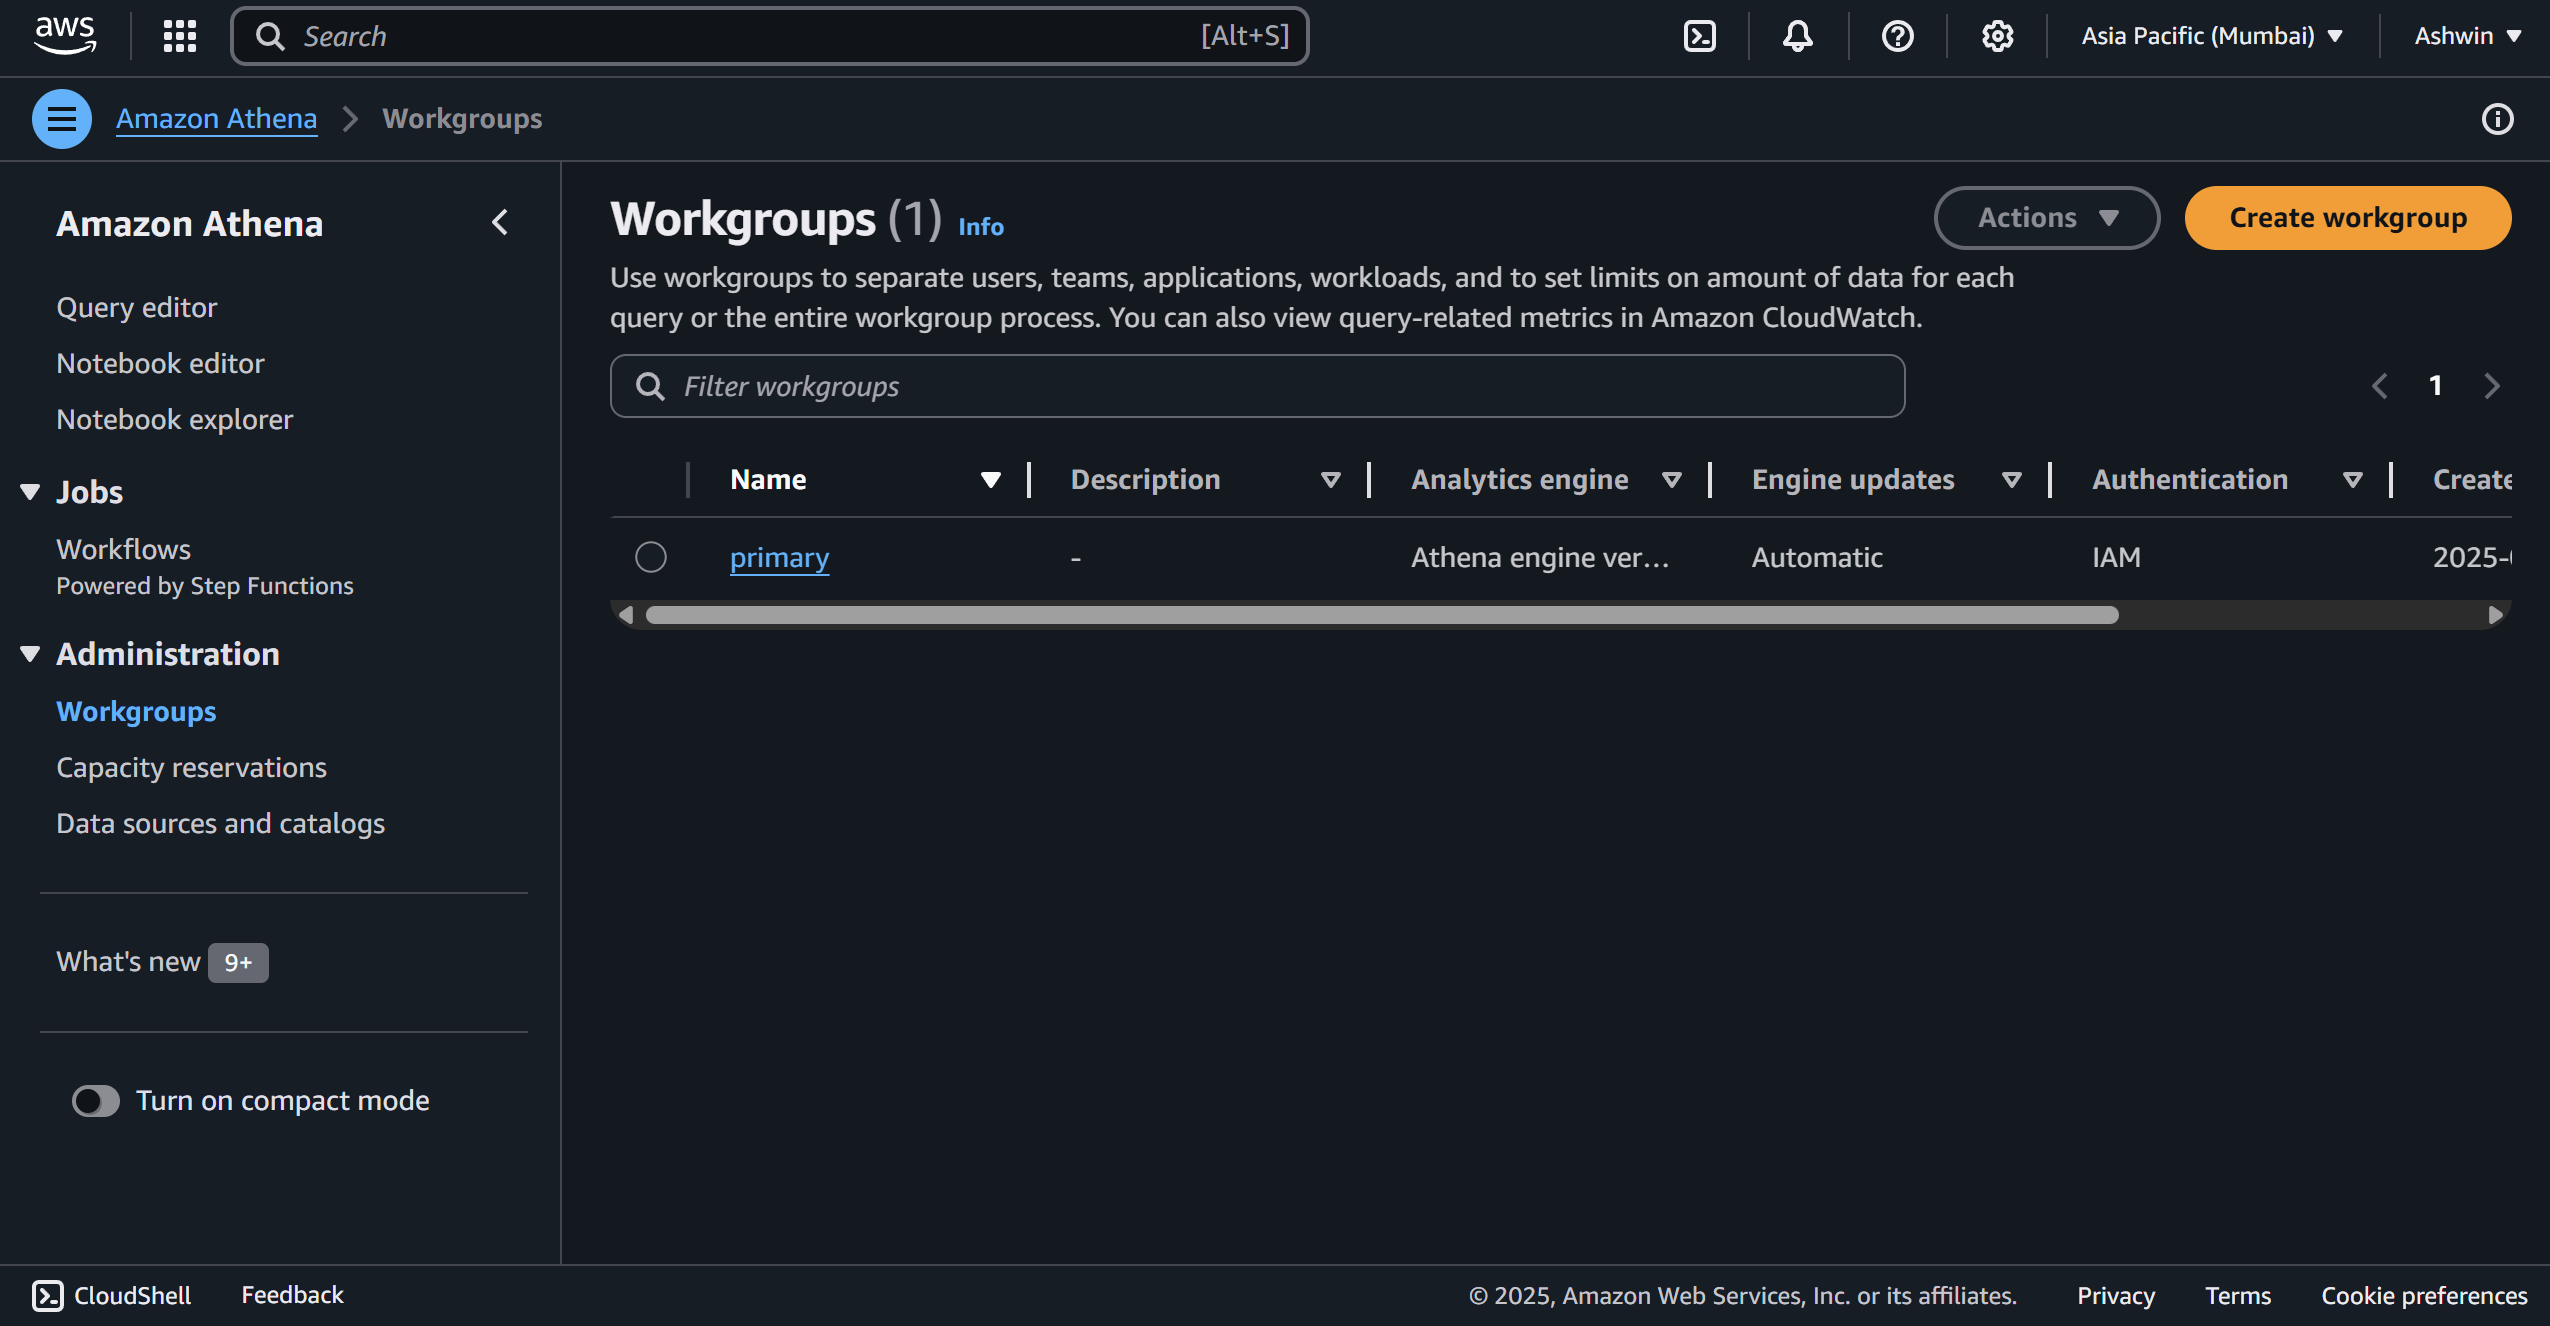 aws
Search [Alt+S]
Asia Pacific (Mumbai)
Ashwin
Amazon Athena
Workgroups
Amazon Athena
Query editor
Notebook editor
Notebook explorer
Jobs
Workflows
Powered by Step Functions
Administration
Workgroups
Capacity reservations
Data sources and catalogs
What's new 9+
Turn on compact mode
Workgroups (1) Info
Actions
Create workgroup
Use workgroups to separate users, teams, applications, workloads, and to set limits on amount of data for each
query or the entire workgroup process. You can also view query-related metrics in Amazon CloudWatch.
Filter workgroups
1
Name Description Analytics engine Engine updates Authentication Create
primary - Athena engine ver... Automatic IAM 2025-
CloudShell
Feedback
© 2025, Amazon Web Services, Inc. or its affiliates.
Privacy
Terms
Cookie preferences